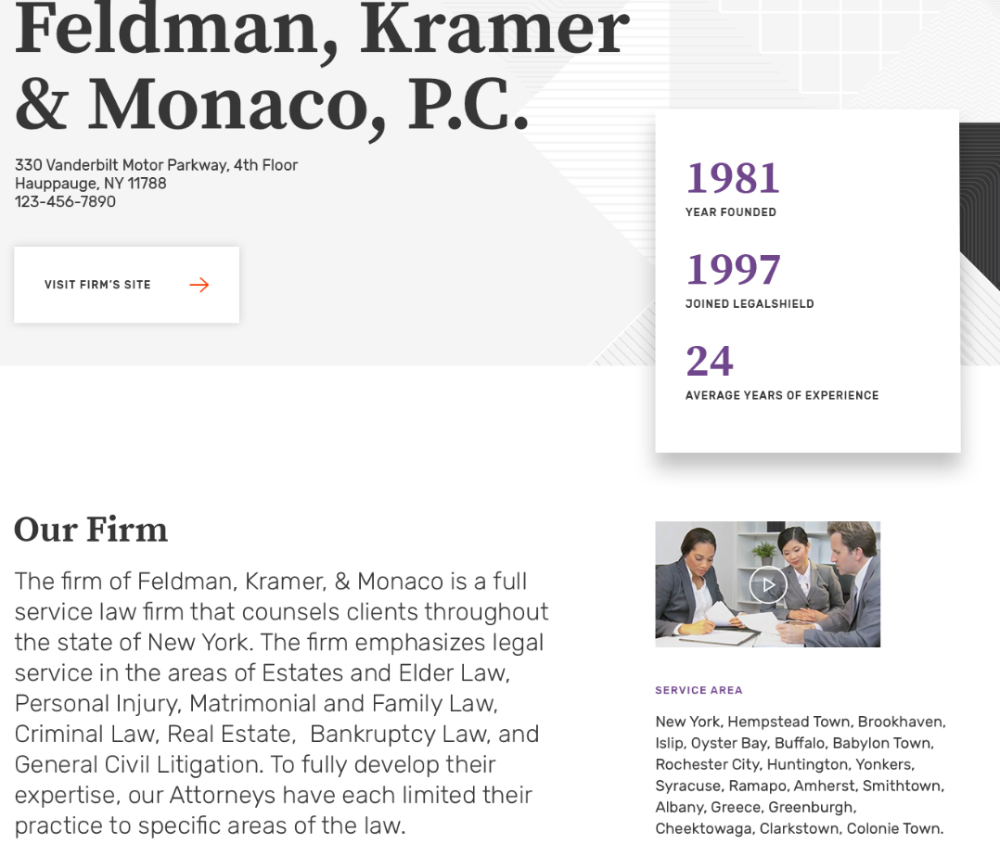 Feldman, Kramer
& Monaco, P.C.
330 Vanderbilt Motor Parkway, 4th Floor
Hauppauge, NY 11788
123-456-7890
VISIT FIRM'S SITE
1981
YEAR FOUNDED
1997
JOINED LEGALSHIELD
24
AVERAGE YEARS OF EXPERIENCE
Our Firm
The firm of Feldman, Kramer, & Monaco is a full
service law firm that counsels clients throughout
the state of New York. The firm emphasizes legal
service in the areas of Estates and Elder Law,
Personal Injury, Matrimonial and Family Law,
Criminal Law, Real Estate,  Bankruptcy Law, and
General Civil Litigation. To fully develop their
expertise, our Attorneys have each limited their
practice to specific areas of the law.
SERVICE AREA
New York, Hempstead Town, Brookhaven,
Islip, Oyster Bay, Buffalo, Babylon Town,
Rochester City, Huntington, Yonkers,
Syracuse, Ramapo, Amherst, Smithtown,
Albany, Greece, Greenburgh,
Cheektowaga, Clarkstown, Colonie Town.